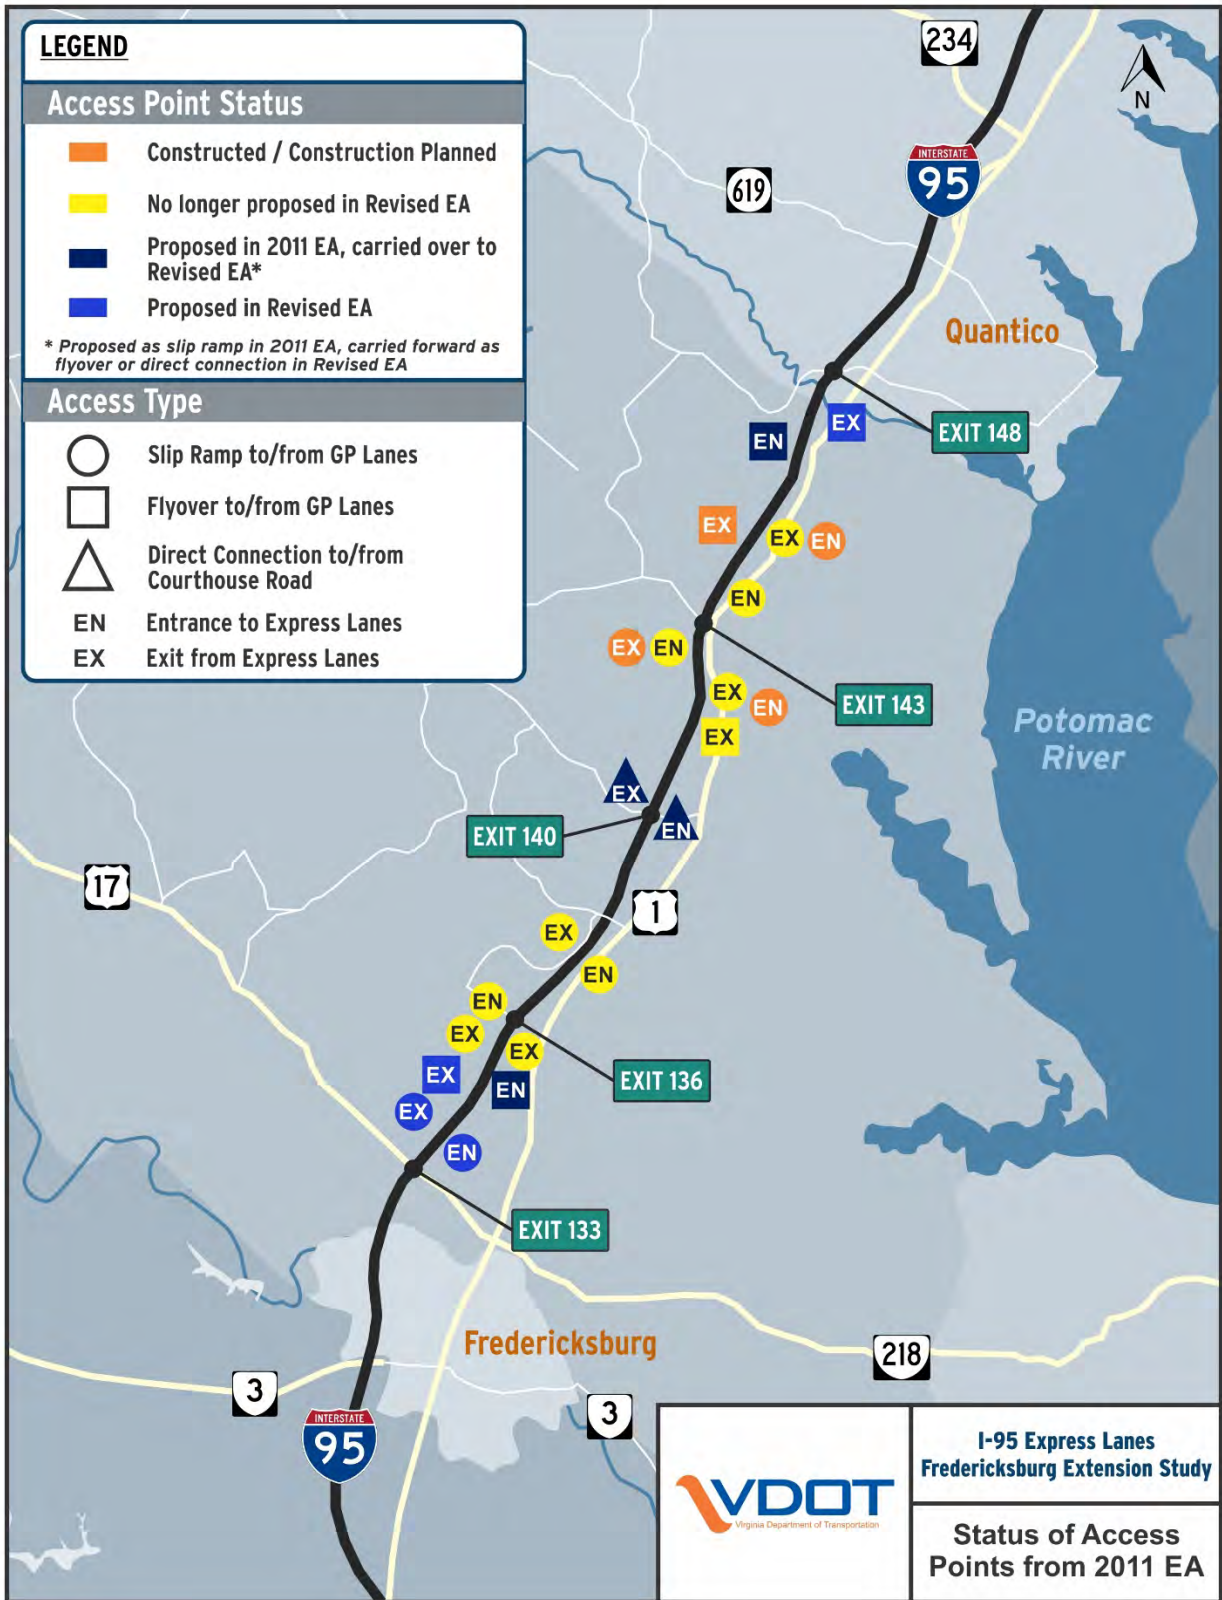 LEGEND
Access Point Status
Constructed / Construction Planned
No longer proposed in Revised EA
Proposed in 2011 EA, carried over to
Revised EA*
Proposed in Revised EA
* Proposed as slip ramp in 2011 EA, carried forward as
flyover or direct connection in Revised EA
Access Type
Slip Ramp to/from GP Lanes
Flyover to/from GP Lanes
Direct Connection to/from
Courthouse Road
EN Entrance to Express Lanes
EX Exit from Express Lanes
234
N
INTERSTATE
95
619
Quantico
EX
EN
EXIT 148
EX
EX
EN
EN
EX
EN
EX
EN
EXIT 143
EX
Potomac
River
EX
EN
EXIT 140
17
1
EX
EN
EN
EX
EX
EX
EN
EXIT 136
EX
EN
EXIT 133
Fredericksburg
218
3
3
INTERSTATE
95
VDOT
Virginia Department of Transportation
I-95 Express Lanes
Fredericksburg Extension Study
Status of Access
Points from 2011 EA